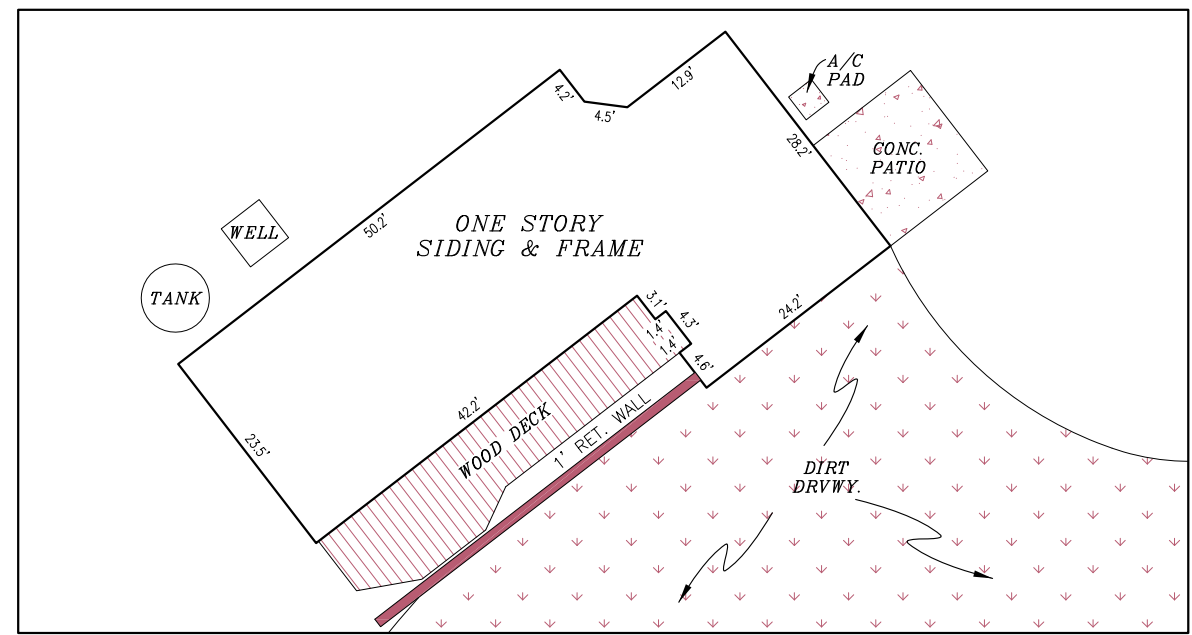 A/C
PAD
4.2'
12.9'
4.5'
28.2'
CONC.
PATIO
WELL
50.2'
ONE STORY
SIDING & FRAME
TANK
3.1'
4.3'
1.4'
1.4'
24.2'
4.6'
42.2'
WOOD DECK
1' RET. WALL
23.5'
DIRT
DRVWY.